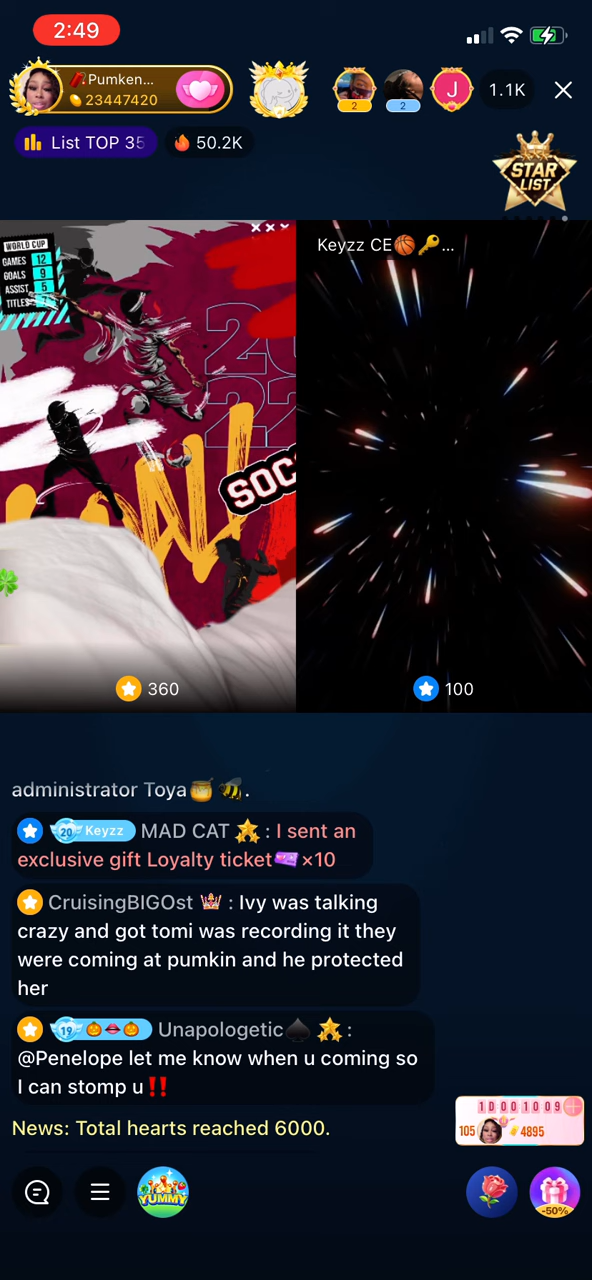 2:49
Pumken...
23447420
2
2
J
1.1K
List TOP 35
50.2K
STAR
LIST
WORLD CUP
GAMES 12
GOALS 9
ASSIST 5
TITLES
Keyzz CE🏀🔑...
SOC
360
100
administrator Toya🍯🐝.
20 Keyzz MAD CAT ⭐ : I sent an
exclusive gift Loyalty ticket🎟️×10
CruisingBIGOst 👑 : Ivy was talking
crazy and got tomi was recording it they
were coming at pumkin and he protected
her
19 🎃👄🎃 Unapologetic♠️ ⭐ :
@Penelope let me know when u coming so
I can stomp u‼️
1D001009
105 4895
News: Total hearts reached 6000.
YUMMY
-50%